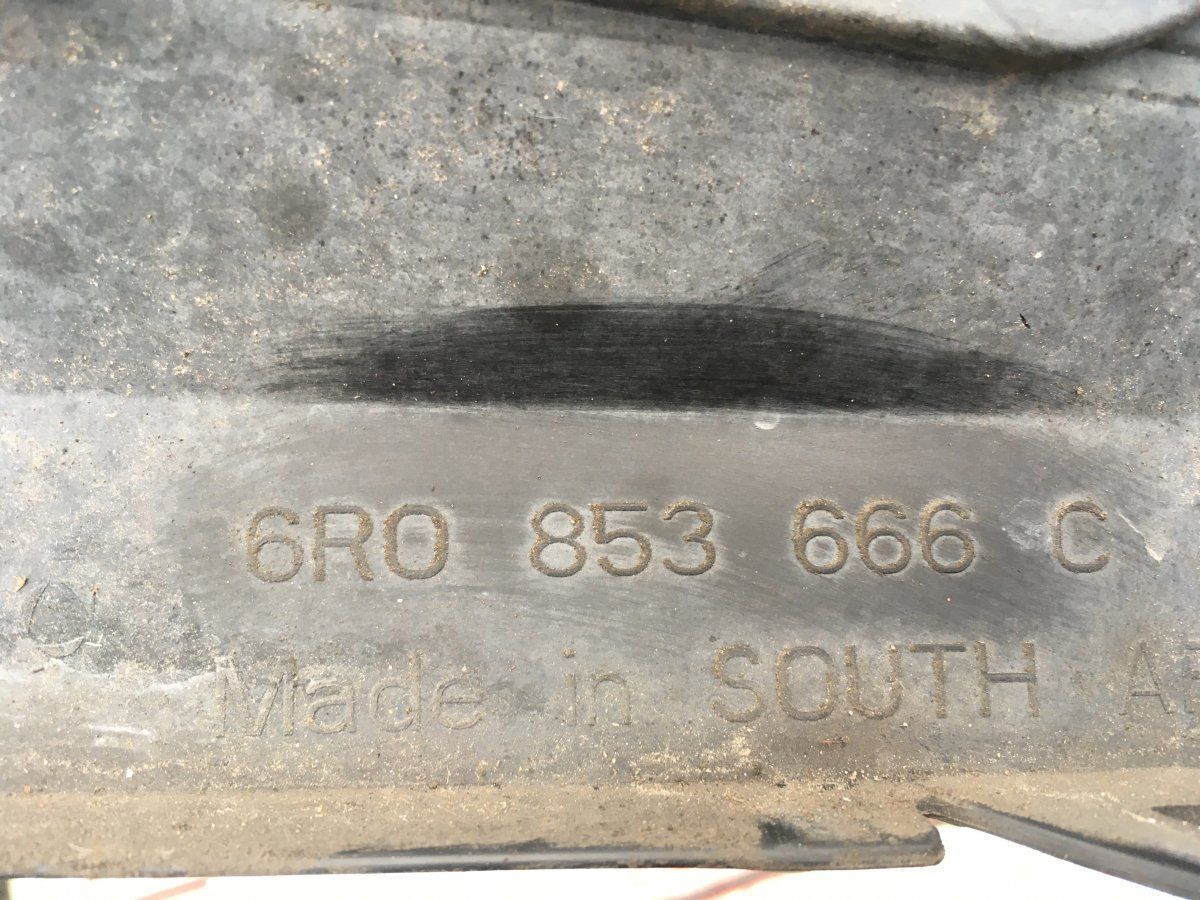 6R0 853 666 C
Made in SOUTH